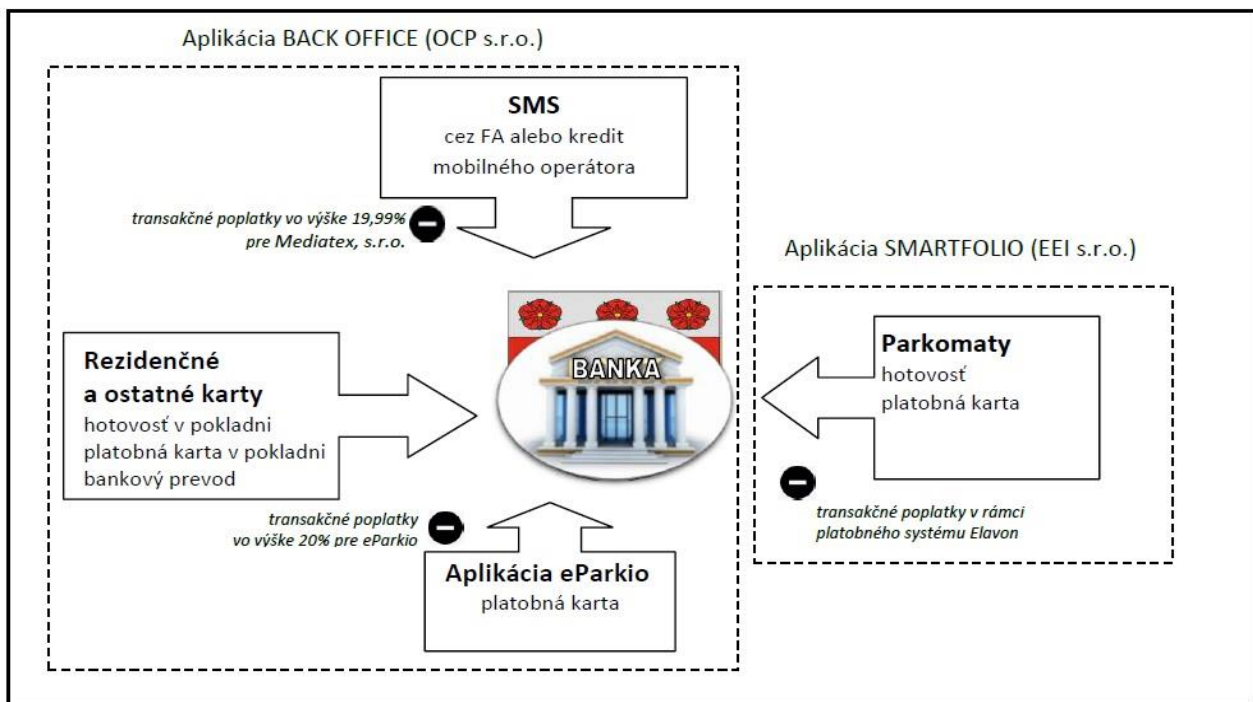 Aplikácia BACK OFFICE (OCP s.r.o.)
SMS
cez FA alebo kredit
mobilného operátora
transakčné poplatky vo výške 19,99%
pre Mediatex, s.r.o.
Aplikácia SMARTFOLIO (EEI s.r.o.)
Rezidenčné
a ostatné karty
hotovosť v pokladni
platobná karta v pokladni
bankový prevod
BANKA
Parkomaty
hotovosť
platobná karta
transakčné poplatky
vo výške 20% pre eParkio
transakčné poplatky v rámci
platobného systému Elavon
Aplikácia eParkio
platobná karta